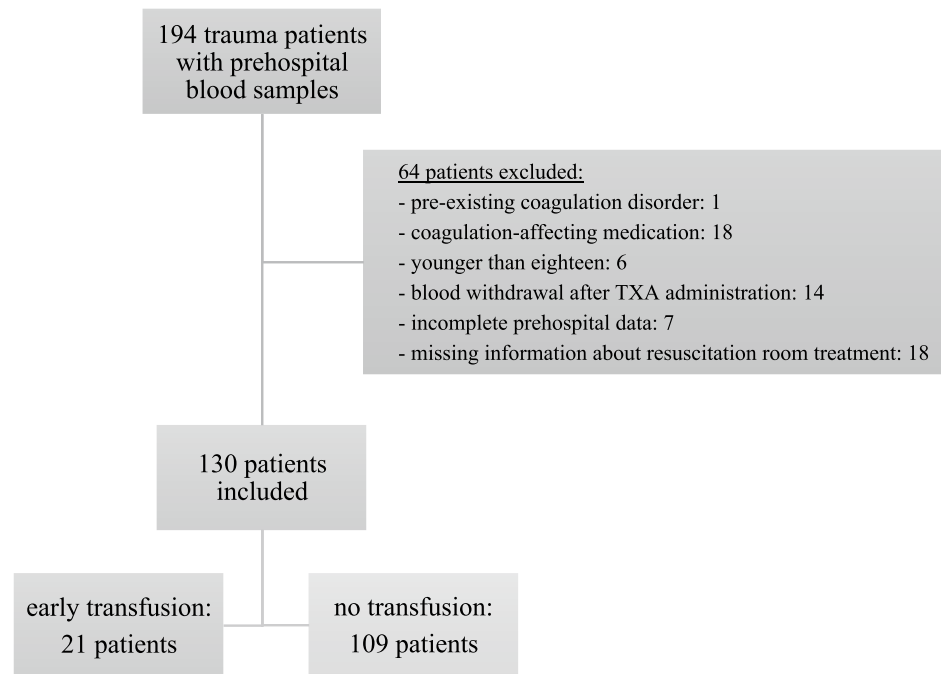 194 trauma patients
with prehospital
blood samples
64 patients excluded:
- pre-existing coagulation disorder: 1
- coagulation-affecting medication: 18
- younger than eighteen: 6
- blood withdrawal after TXA administration: 14
- incomplete prehospital data: 7
- missing information about resuscitation room treatment: 18
130 patients
included
early transfusion:
21 patients
no transfusion:
109 patients